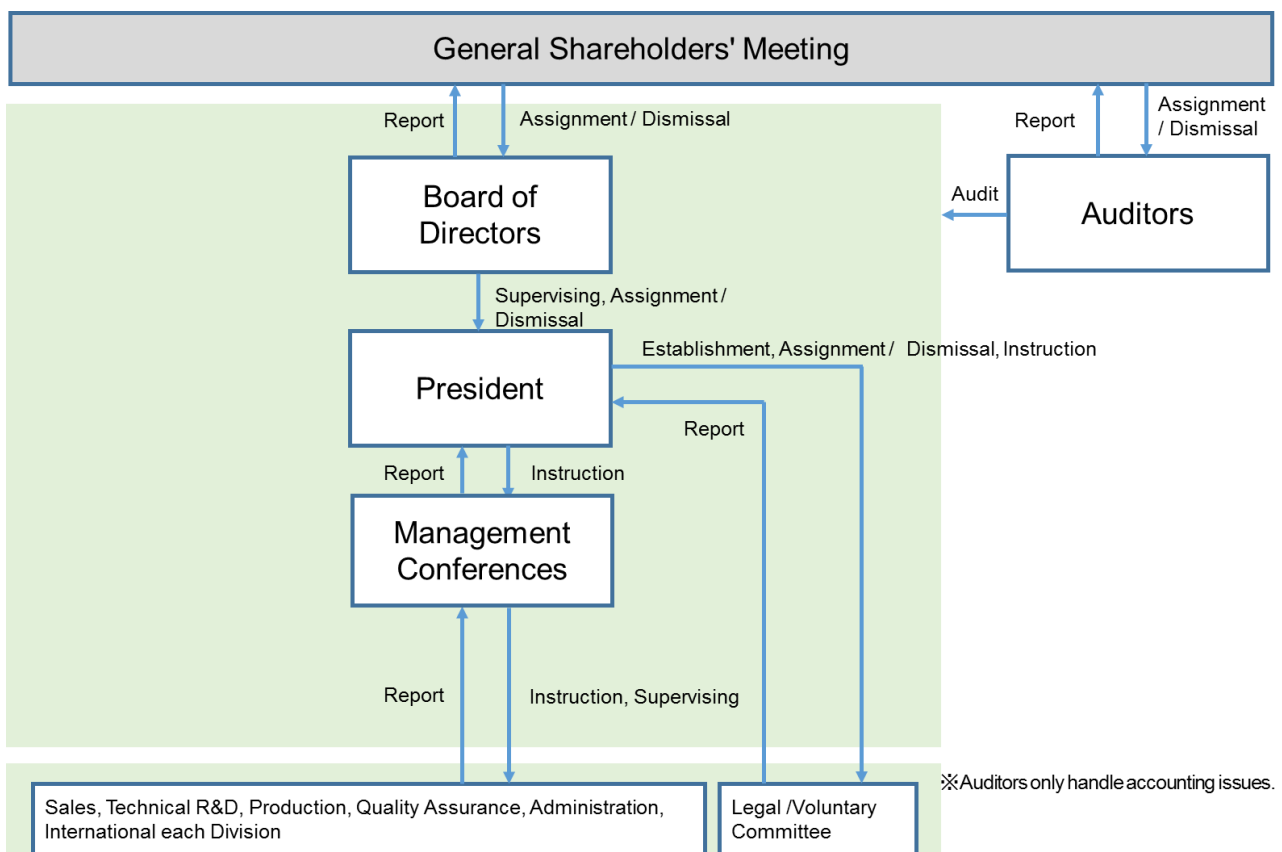 General Shareholders' Meeting
Report
Assignment / Dismissal
Report
Assignment
/ Dismissal
Board of
Directors
Audit
Auditors
Supervising, Assignment /
Dismissal
Establishment, Assignment / Dismissal, Instruction
President
Report
Report
Instruction
Management
Conferences
Report
Instruction, Supervising
※Auditors only handle accounting issues.
Sales, Technical R&D, Production, Quality Assurance, Administration,
International each Division
Legal /Voluntary
Committee